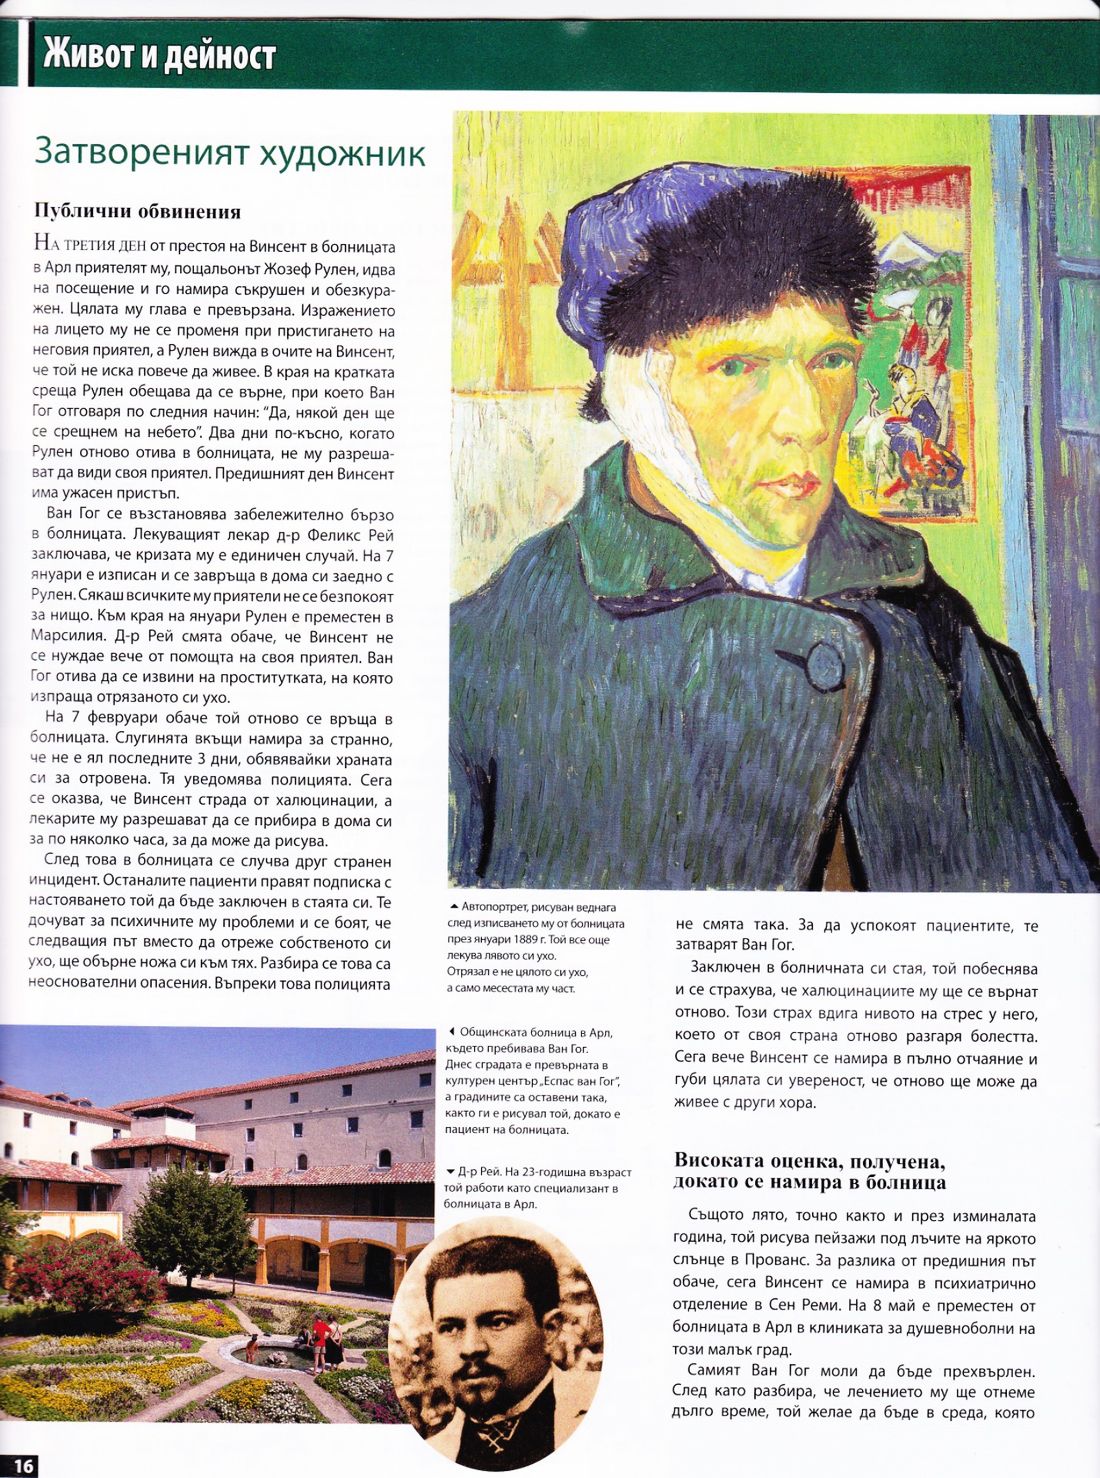 Живот и дейност
Затвореният художник
Публични обвинения
НА ТРЕТИЯ ДЕН от престоя на Винсент в болницата
в Арл приятелят му, пощальонът Жозеф Рулен, идва
на посещение и го намира съкрушен и обезкура-
жен. Цялата му глава е превързана. Изражението
на лицето му не се променя при пристигането на
неговия приятел, а Рулен вижда в очите на Винсент,
че той не иска повече да живее. В края на кратката
среща Рулен обещава да се върне, при което Ван
Гог отговаря по следния начин: “Да, някой ден ще
се срещнем на небето”. Два дни по-късно, когато
Рулен отново отива в болницата, не му разреша-
ват да види своя приятел. Предишният ден Винсент
има ужасен пристъп.
Ван Гог се възстановява забележително бързо
в болницата. Лекуващият лекар д-р Феликс Рей
заключава, че кризата му е единичен случай. На 7
януари е изписан и се завръща в дома си заедно с
Рулен. Сякаш всичките му приятели не се безпокоят
за нищо. Към края на януари Рулен е преместен в
Марсилия. Д-р Рей смята обаче, че Винсент не
се нуждае вече от помощта на своя приятел. Ван
Гог отива да се извини на проститутката, на която
изпраща отрязаното си ухо.
На 7 февруари обаче той отново се връща в
болницата. Слугинята вкъщи намира за странно,
че не е ял последните 3 дни, обявявайки храната
си за отровена. Тя уведомява полицията. Сега
се оказва, че Винсент страда от халюцинации, а
лекарите му разрешават да се прибира в дома си
за по няколко часа, за да може да рисува.
След това в болницата се случва друг странен
инцидент. Останалите пациенти правят подписка с
настояването той да бъде заключен в стаята си. Те
дочуват за психичните му проблеми и се боят, че
следващия път вместо да отреже собственото си
ухо, ще обърне ножа си към тях. Разбира се това са
неоснователни опасения. Въпреки това полицията
Автопортрет, рисуван веднага
след изписването му от болницата
през януари 1889 г. Той все още
лекува лявото си ухо.
Отрязал е не цялото си ухо,
а само месестата му част.
Общинската болница в Арл,
където пребивава Ван Гог.
Днес сградата е превърната в
културен център „Еспас ван Гог”,
а градините са оставени така,
както ги е рисувал той, докато е
пациент на болницата.
Д-р Рей. На 23-годишна възраст
той работи като специализант в
болницата в Арл.
не смята така. За да успокоят пациентите, те
затварят Ван Гог.
Заключен в болничната си стая, той побеснява
и се страхува, че халюцинациите му ще се върнат
отново. Този страх вдига нивото на стрес у него,
което от своя страна отново разгаря болестта.
Сега вече Винсент се намира в пълно отчаяние и
губи цялата си увереност, че отново ще може да
живее с други хора.
Високата оценка, получена,
докато се намира в болница
Същото лято, точно както и през изминалата
година, той рисува пейзажи под лъчите на яркото
слънце в Прованс. За разлика от предишния път
обаче, сега Винсент се намира в психиатрично
отделение в Сен Реми. На 8 май е преместен от
болницата в Арл в клиниката за душевноболни на
този малък град.
Самият Ван Гог моли да бъде прехвърлен.
След като разбира, че лечението му ще отнеме
дълго време, той желае да бъде в среда, която
16